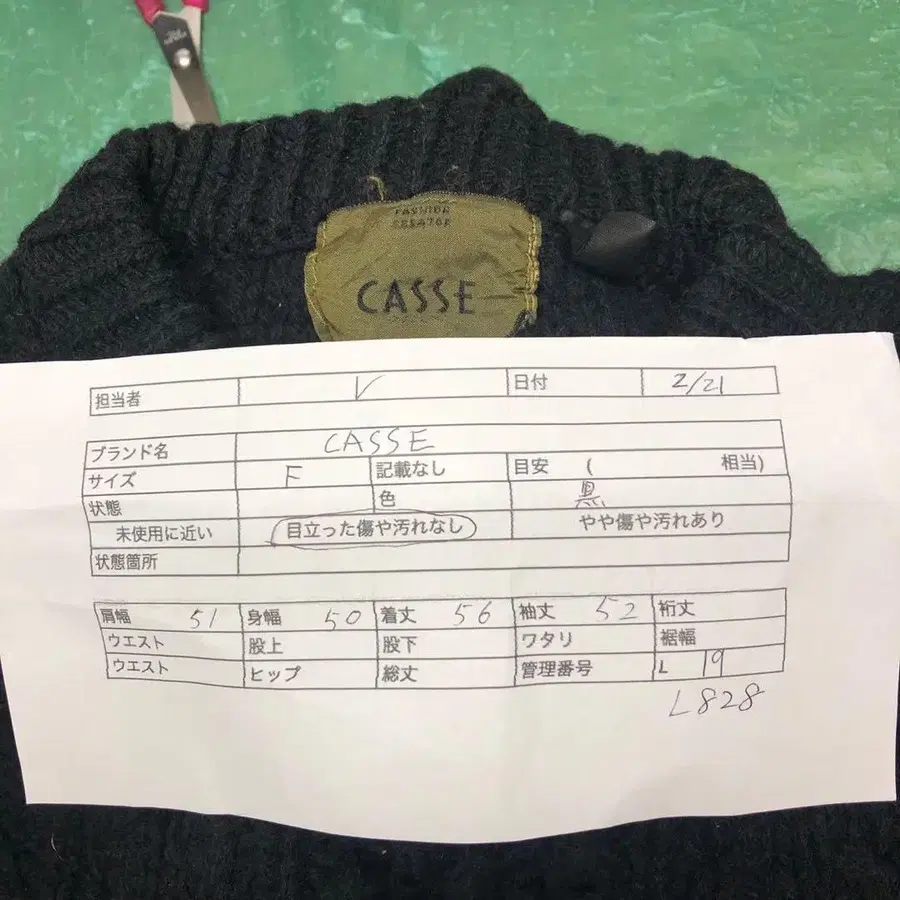 FASHION
CASSE
担当者 V 日付 2/21
ブランド名 CASSE
サイズ F 記載なし 目安 ( 相当)
状態 色 黒
未使用に近い 目立った傷や汚れなし やや傷や汚れあり
状態箇所
肩幅 51 身幅 50 着丈 56 袖丈 52 裄丈
ウエスト 股上 股下 ワタリ 裾幅
ウエスト ヒップ 総丈 管理番号 L 19
L828